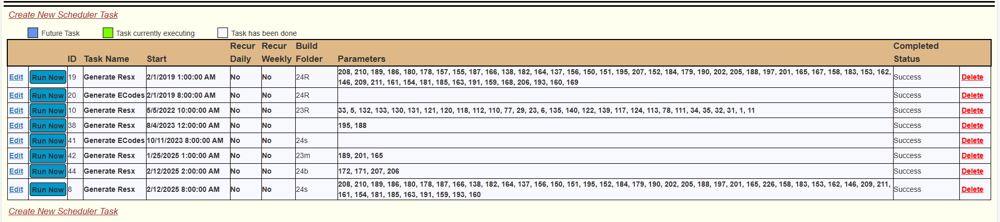 Create New Scheduler Task
Future Task Task currently executing Task has been done
Recur Recur Build Completed
ID Task Name Start Daily Weekly Folder Parameters Status
Edit Run Now 19 Generate Resx 2/1/2019 1:00:00 AM No No 24R 208, 210, 189, 186, 180, 178, 157, 155, 187, 166, 138, 182, 164, 137, 156, 150, 151, 195, 207, 152, 184, 179, 190, 202, 205, 188, 197, 201, 165, 167, 158, 183, 153, 162, Success Delete
146, 209, 211, 161, 154, 181, 185, 163, 191, 159, 168, 206, 193, 160, 169
Edit Run Now 20 Generate ECodes 2/1/2019 8:00:00 AM No No 24R Success Delete
Edit Run Now 10 Generate Resx 5/5/2022 10:00:00 AM No No 23R 33, 5, 132, 133, 130, 131, 121, 120, 118, 112, 110, 77, 29, 23, 6, 135, 140, 122, 139, 117, 124, 113, 78, 111, 34, 35, 32, 31, 1, 11 Success Delete
Edit Run Now 38 Generate Resx 8/4/2023 12:00:00 AM No No 195, 188 Success Delete
Edit Run Now 41 Generate ECodes 10/11/2023 8:00:00 AM No No 24s Success Delete
Edit Run Now 42 Generate Resx 1/25/2025 1:00:00 AM No No 23m 189, 201, 165 Success Delete
Edit Run Now 44 Generate Resx 2/12/2025 2:00:00 AM No No 24b 172, 171, 207, 206 Success Delete
Edit Run Now 8 Generate Resx 2/12/2025 8:00:00 AM No No 24s 208, 210, 189, 186, 180, 178, 187, 166, 138, 182, 164, 137, 156, 150, 151, 195, 152, 184, 179, 190, 202, 205, 188, 197, 201, 165, 226, 158, 183, 153, 162, 146, 209, 211, Success Delete
161, 154, 181, 185, 163, 191, 159, 193, 160
Create New Scheduler Task